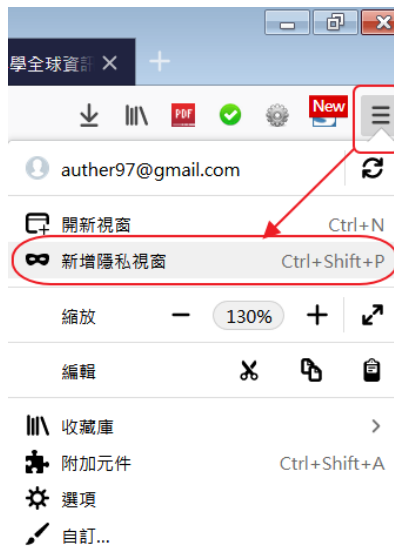 學全球資訊
PDF
New
auther97@gmail.com
開新視窗 Ctrl+N
新增隱私視窗 Ctrl+Shift+P
縮放 130%
編輯
收藏庫
附加元件 Ctrl+Shift+A
選項
自訂...